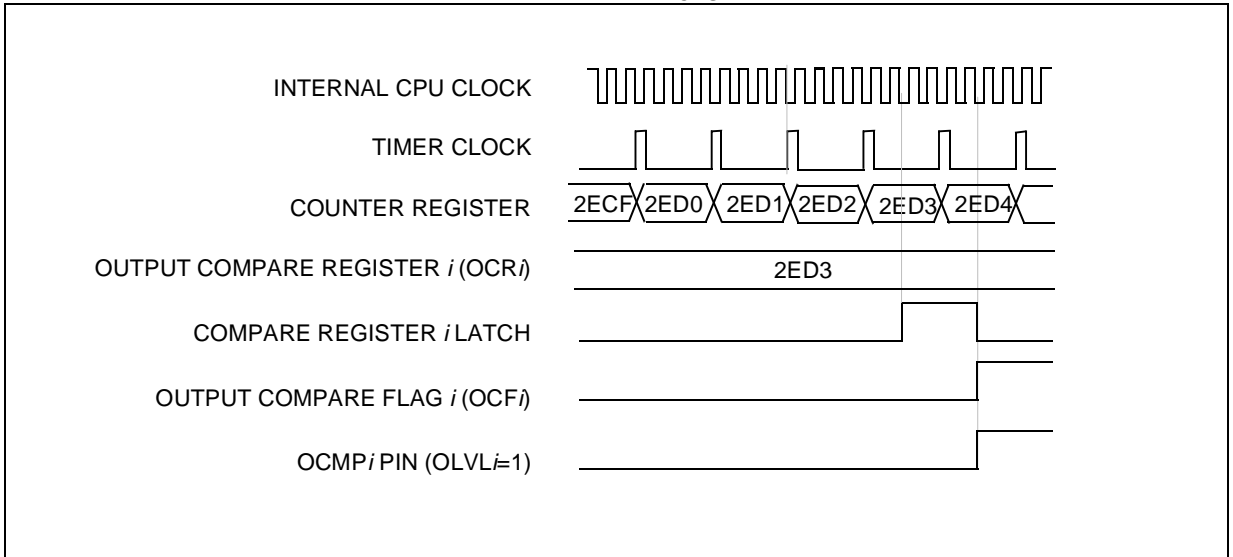 INTERNAL CPU CLOCK
TIMER CLOCK
COUNTER REGISTER 2ECF 2ED0 2ED1 2ED2 2ED3 2ED4
OUTPUT COMPARE REGISTER i (OCRi) 2ED3
COMPARE REGISTER i LATCH
OUTPUT COMPARE FLAG i (OCFi)
OCMPi PIN (OLVLi=1)